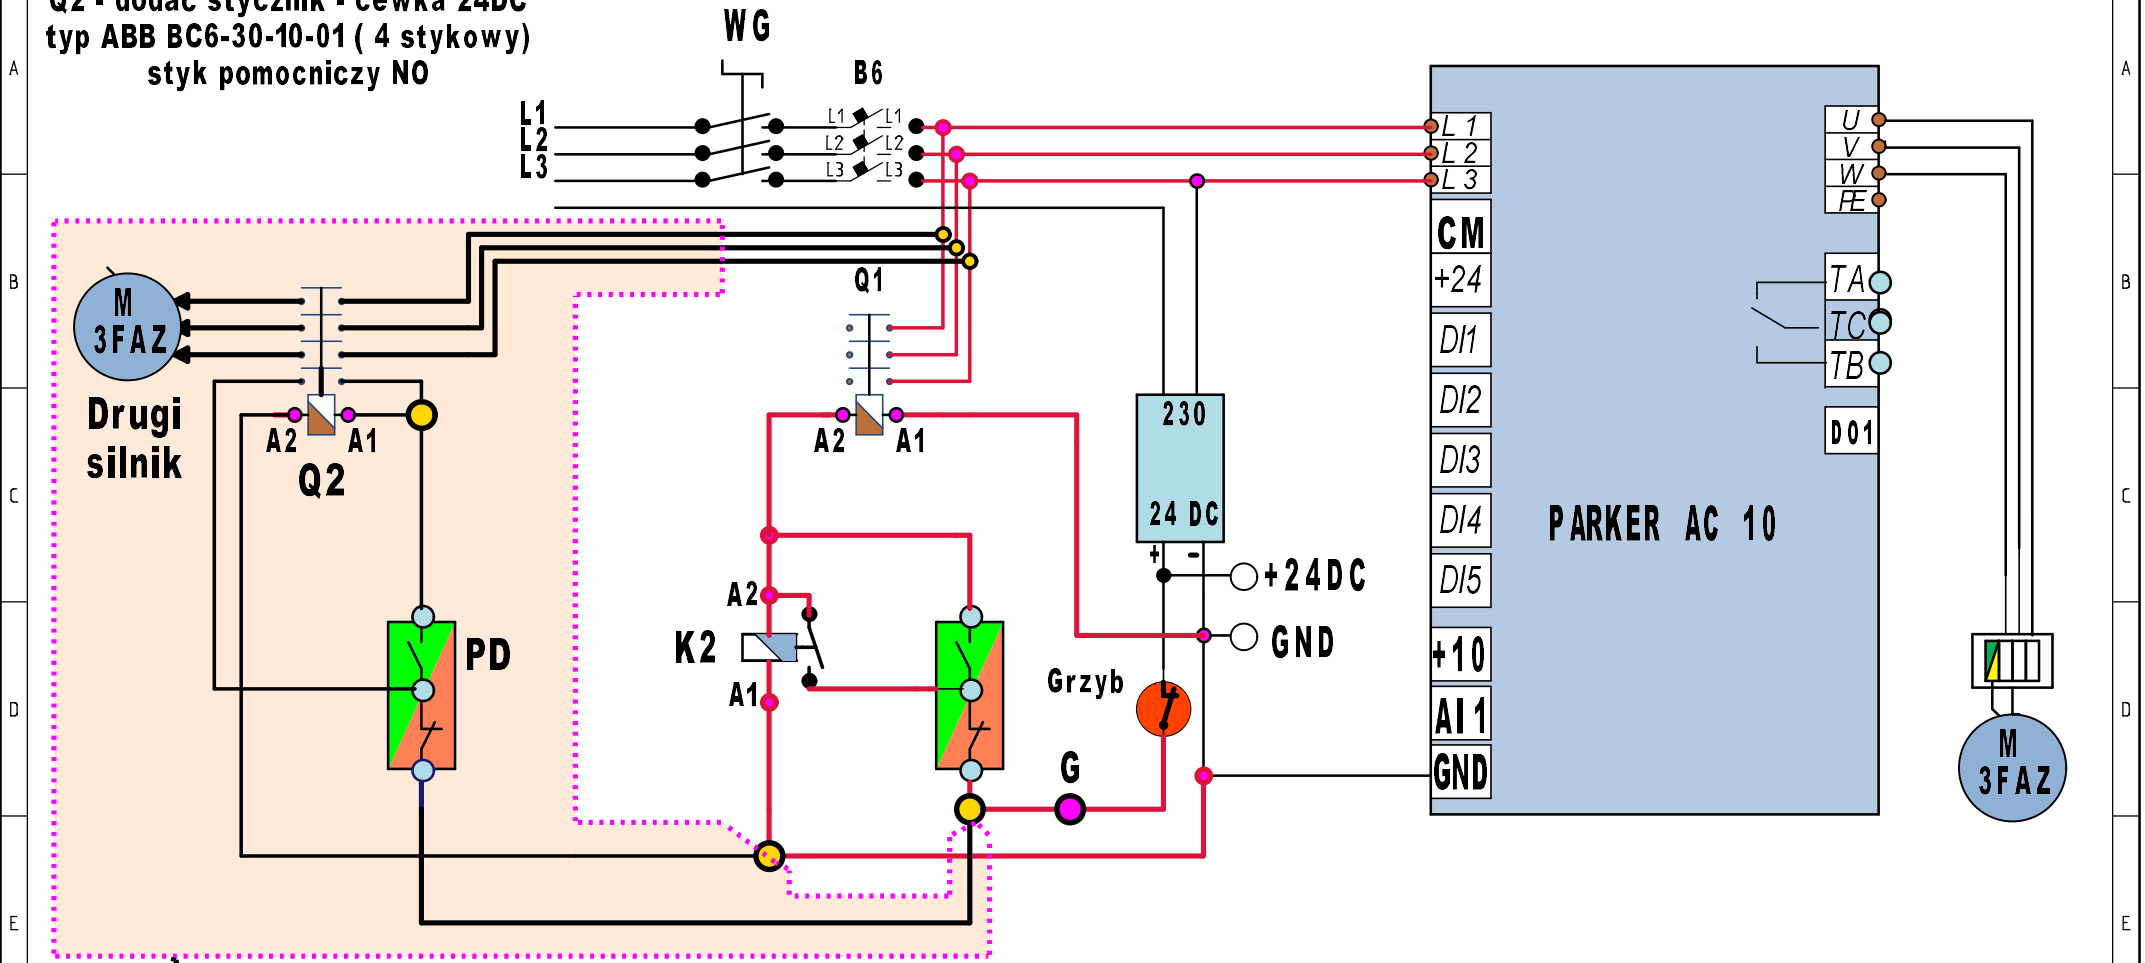 Q2 - dodać stycznik - cewka 24DC
typ ABB BC6-30-10-01 ( 4 stykowy)
styk pomocniczy NO
WG
B6
L1
L2
L3
L1 L1
L2 L2
L3 L3
A
B
C
D
E
A
B
C
D
E
M
3FAZ
Drugi
silnik
A2 A1
Q2
PD
Q1
A2 A1
A2
K2
A1
230
24 DC
+ -
+24DC
GND
Grzyb
G
L 1
L 2
L 3
CM
+24
DI1
DI2
DI3
DI4
DI5
+10
AI 1
GND
PARKER AC 10
U
V
W
PE
TA
TC
TB
D01
M
3FAZ